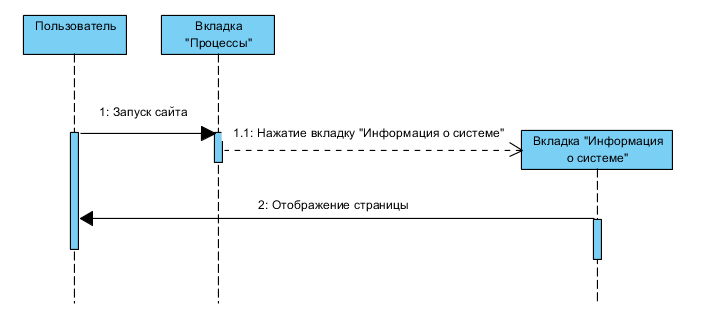 Пользователь
Вкладка
"Процессы"
1: Запуск сайта
1.1: Нажатие вкладку "Информация о системе"
Вкладка "Информация
о системе"
2: Отображение страницы